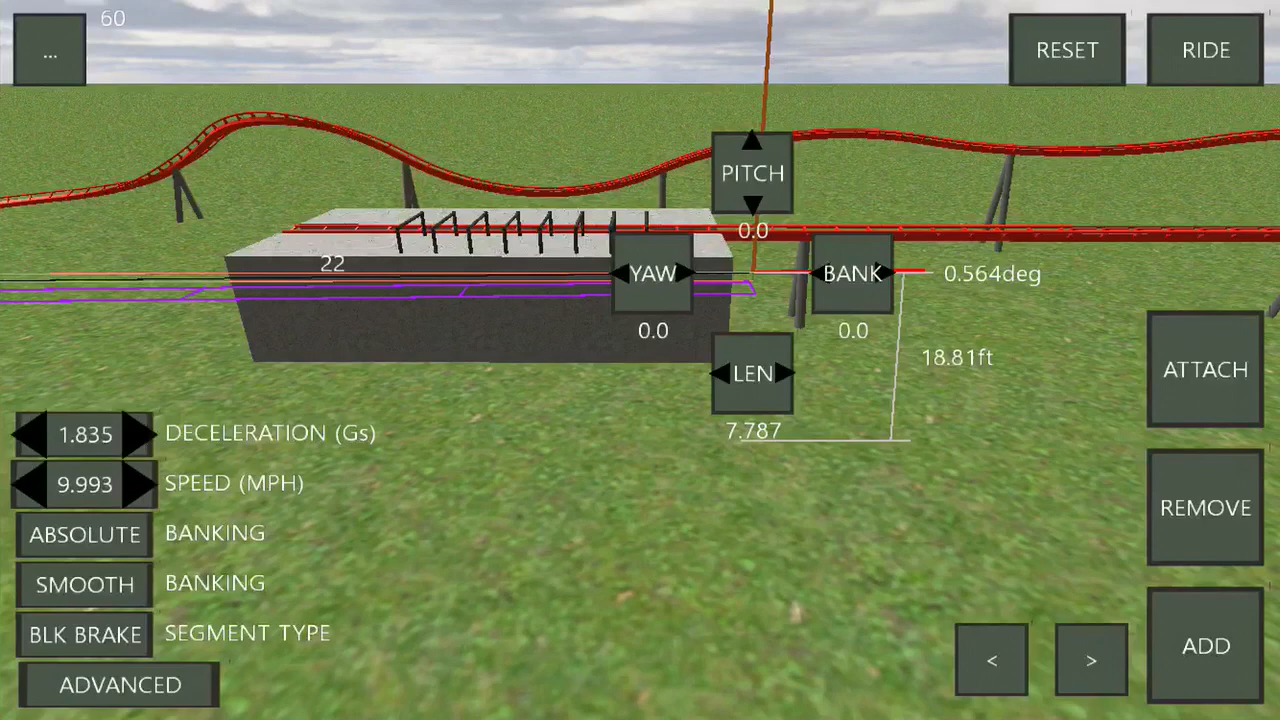 ...
60
RESET
RIDE
PITCH
0.0
22
YAW
0.0
BANK
0.0
0.564deg
LEN
7.787
18.81ft
ATTACH
1.835 DECELERATION (Gs)
9.993 SPEED (MPH)
ABSOLUTE BANKING
SMOOTH BANKING
BLK BRAKE SEGMENT TYPE
ADVANCED
REMOVE
<
>
ADD